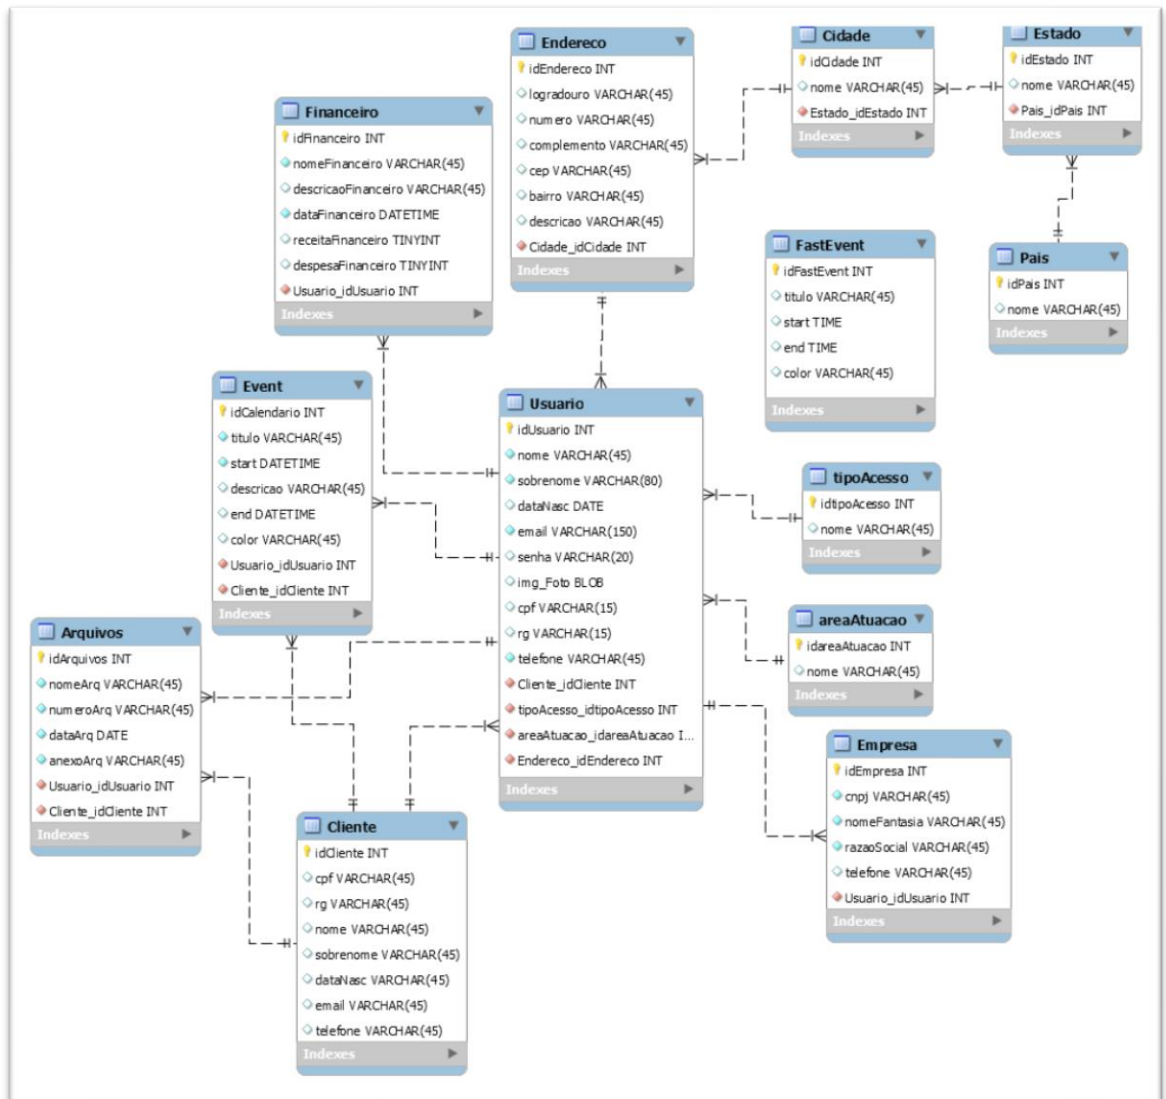 Endereco
idEndereco INT
logradouro VARCHAR(45)
numero VARCHAR(45)
complemento VARCHAR(45)
cep VARCHAR(45)
bairro VARCHAR(45)
descricao VARCHAR(45)
Cidade_idCidade INT
Indexes
Cidade
idCidade INT
nome VARCHAR(45)
Estado_idEstado INT
Indexes
Estado
idEstado INT
nome VARCHAR(45)
Pais_idPais INT
Indexes
Financeiro
idFinanceiro INT
nomeFinanceiro VARCHAR(45)
descricaoFinanceiro VARCHAR(45)
dataFinanceiro DATETIME
receitaFinanceiro TINYINT
despesaFinanceiro TINYINT
Usuario_idUsuario INT
Indexes
FastEvent
idFastEvent INT
titulo VARCHAR(45)
start TIME
end TIME
color VARCHAR(45)
Indexes
Pais
idPais INT
nome VARCHAR(45)
Indexes
Event
idCalendario INT
titulo VARCHAR(45)
start DATETIME
descricao VARCHAR(45)
end DATETIME
color VARCHAR(45)
Usuario_idUsuario INT
Cliente_idCliente INT
Indexes
Usuario
idUsuario INT
nome VARCHAR(45)
sobrenome VARCHAR(80)
dataNasc DATE
email VARCHAR(150)
senha VARCHAR(20)
img_Foto BLOB
cpf VARCHAR(15)
rg VARCHAR(15)
telefone VARCHAR(45)
Cliente_idCliente INT
tipoAcesso_idtipoAcesso INT
areaAtuacao_idareaAtuacao I...
Endereco_idEndereco INT
Indexes
tipoAcesso
idtipoAcesso INT
nome VARCHAR(45)
Indexes
areaAtuacao
idareaAtuacao INT
nome VARCHAR(45)
Indexes
Arquivos
idArquivos INT
nomeArq VARCHAR(45)
numeroArq VARCHAR(45)
dataArq DATE
anexoArq VARCHAR(45)
Usuario_idUsuario INT
Cliente_idCliente INT
Indexes
Empresa
idEmpresa INT
cnpj VARCHAR(45)
nomeFantasia VARCHAR(45)
razaoSocial VARCHAR(45)
telefone VARCHAR(45)
Usuario_idUsuario INT
Indexes
Cliente
idCliente INT
cpf VARCHAR(45)
rg VARCHAR(45)
nome VARCHAR(45)
sobrenome VARCHAR(45)
dataNasc VARCHAR(45)
email VARCHAR(45)
telefone VARCHAR(45)
Indexes